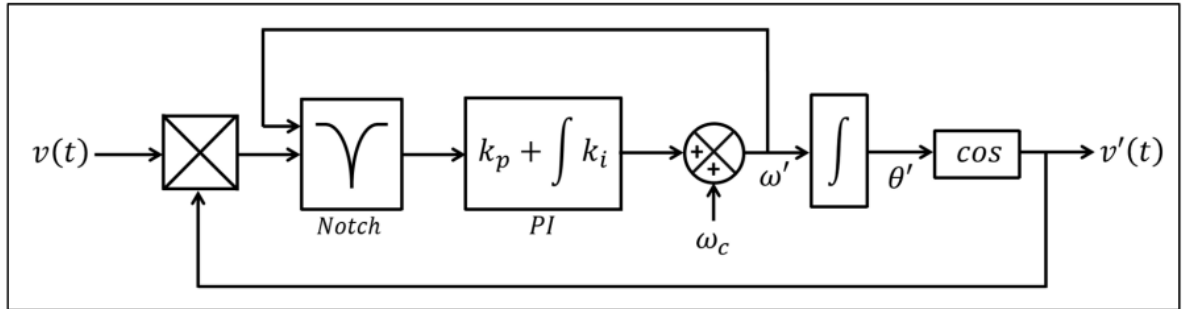 v(t)
Notch
k_p + ∫ k_i
PI
+
+
ω_c
ω′
∫
θ′
cos
v′(t)